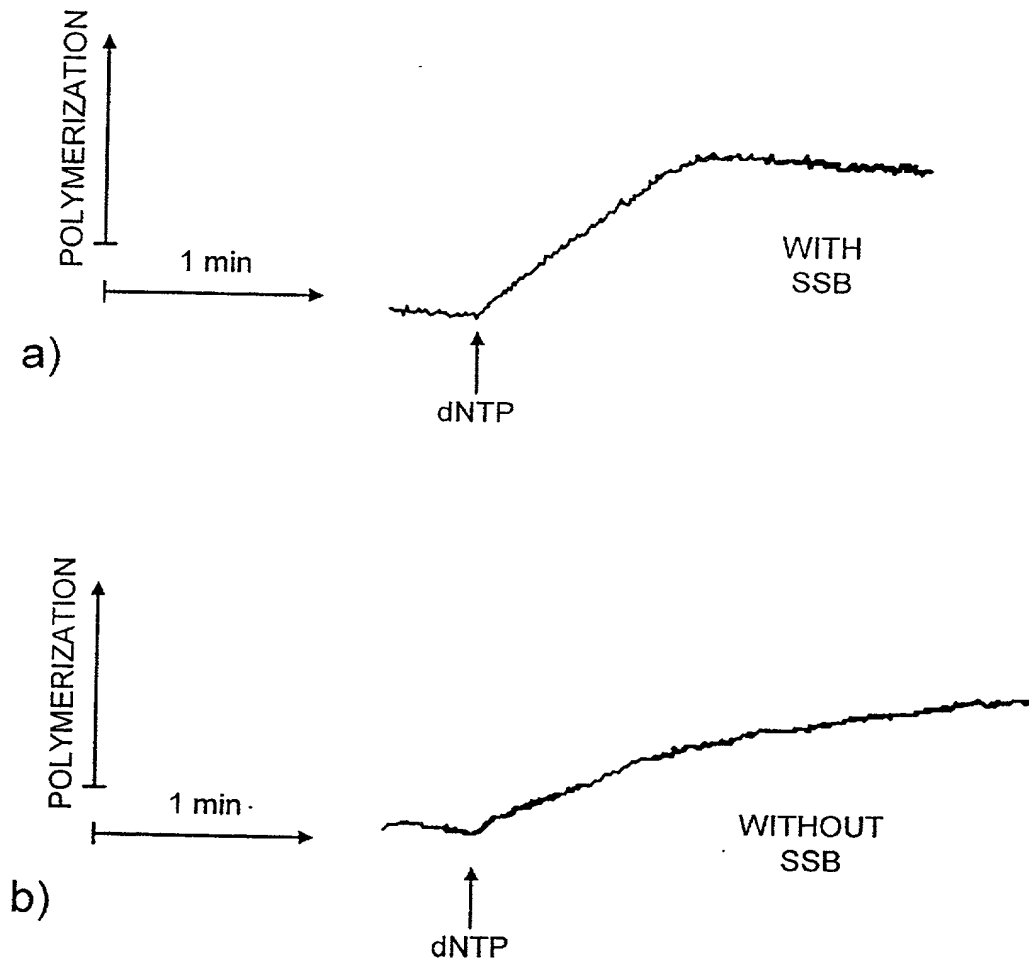 POLYMERIZATION
1 min
WITH
SSB
a)
dNTP
POLYMERIZATION
1 min
WITHOUT
SSB
b)
dNTP